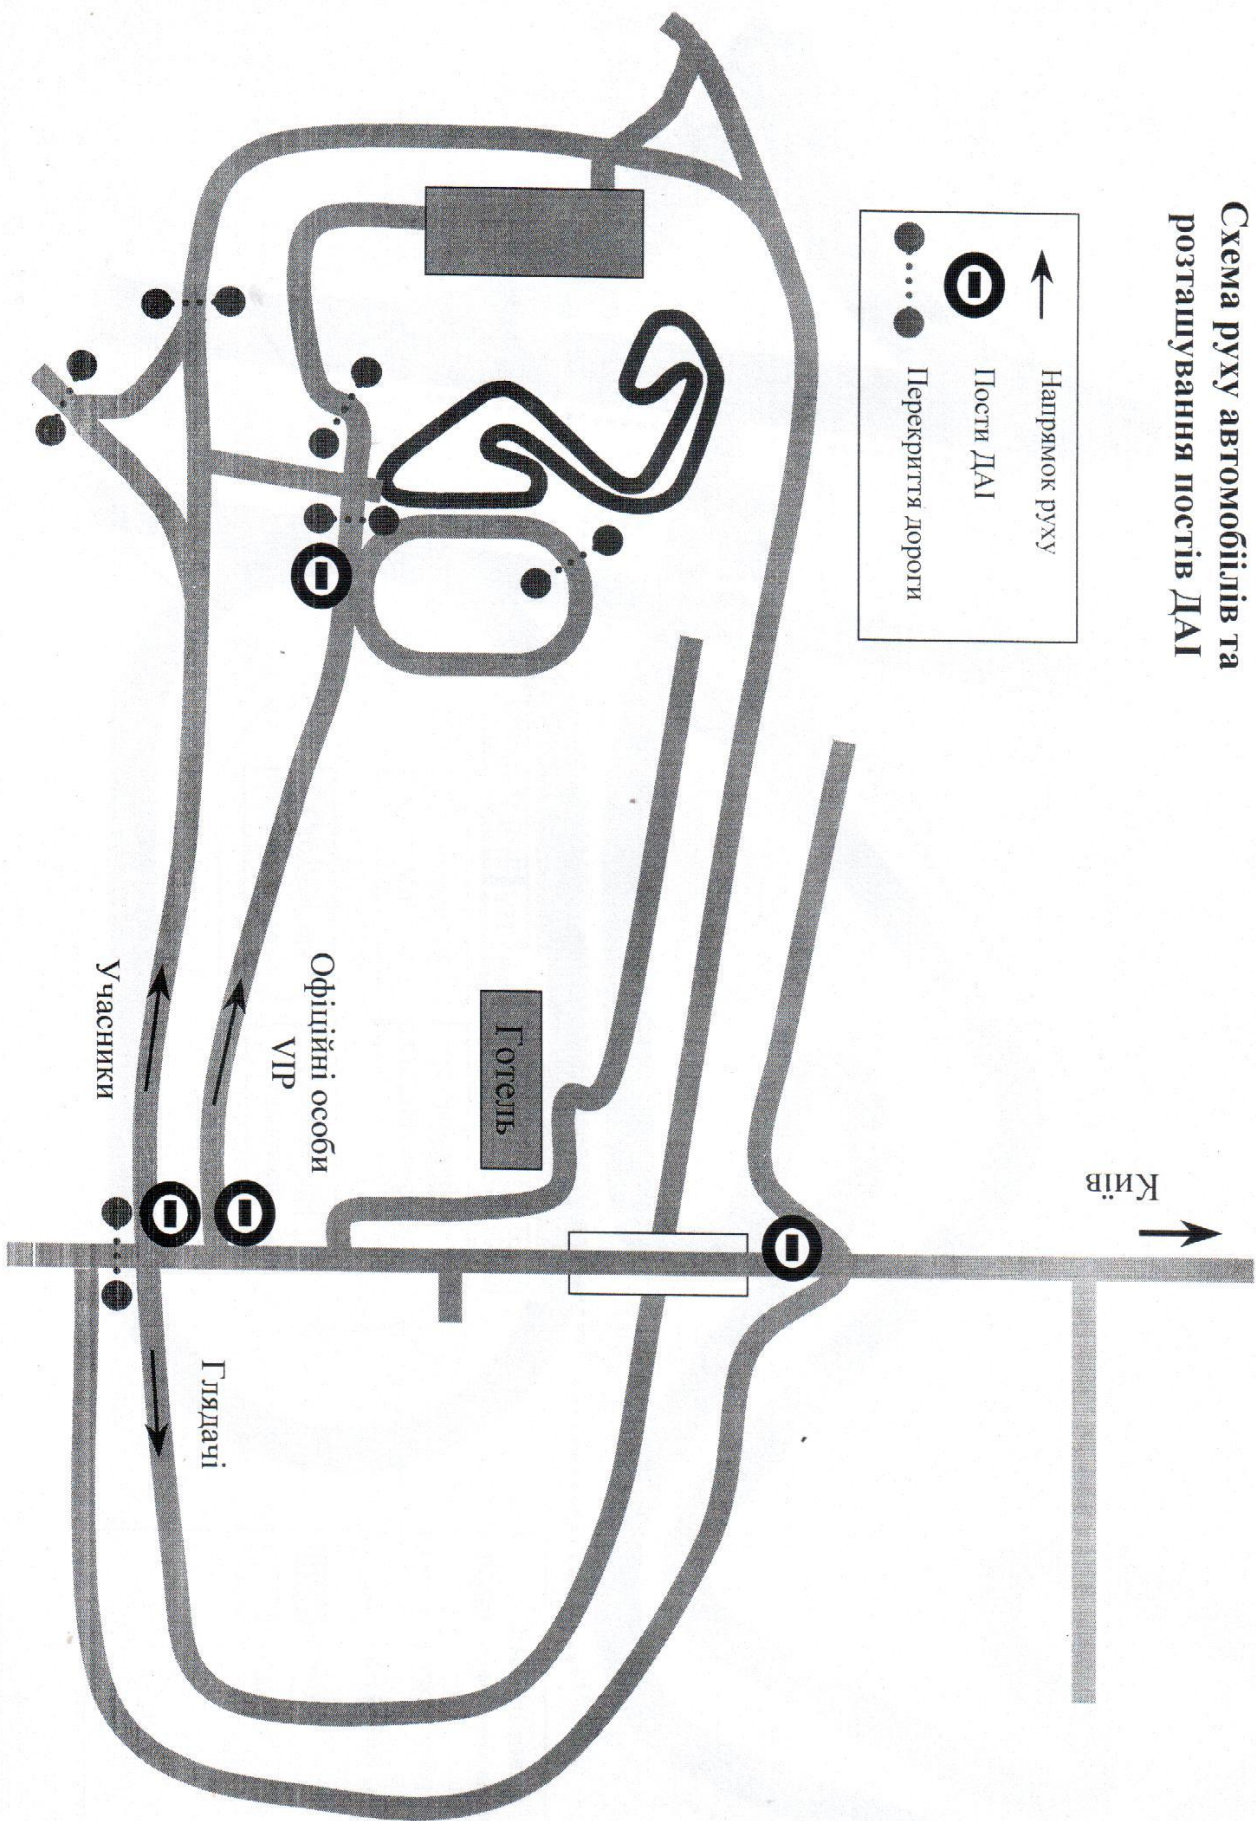 Схема руху автомобіілів та
розташування постів ДАІ
Напрямок руху
Пости ДАІ
Перекриття дороги
Київ
Готель
Офіційні особи
VIP
Учасники
Глядачі